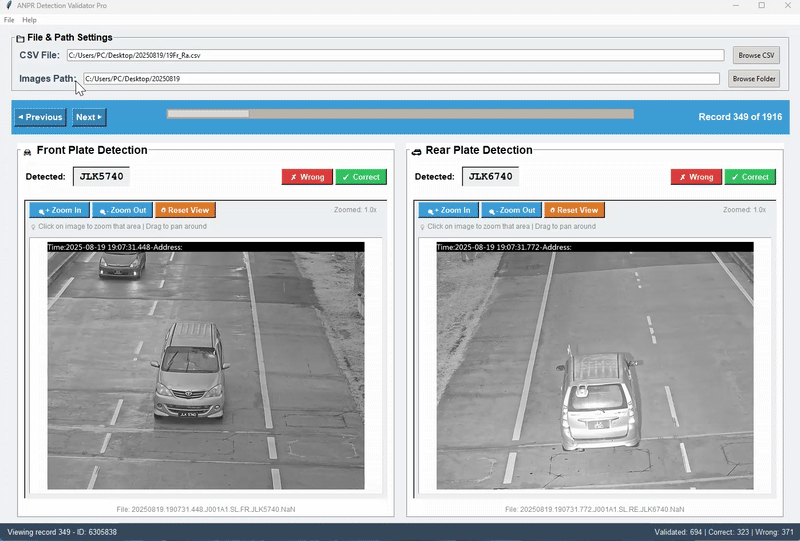 ANPR Detection Validator Pro
File Help
File & Path Settings
CSV File: C:/Users/PC/Desktop/20250819/19Fr_Ra.csv Browse CSV
Images Path: C:/Users/PC/Desktop/20250819 Browse Folder
◄ Previous Next ► Record 349 of 1916
Front Plate Detection
Detected: JLK5740 ✗ Wrong ✓ Correct
+ Zoom In - Zoom Out Reset View Zoomed: 1.0x
Click on image to zoom that area | Drag to pan around
Time:2025-08-19 19:07:31.448-Address:
File: 20250819.190731.448.J001A1.SL.FR.JLK5740.NaN
Rear Plate Detection
Detected: JLK6740 ✗ Wrong ✓ Correct
+ Zoom In - Zoom Out Reset View Zoomed: 1.0x
Click on image to zoom that area | Drag to pan around
Time:2025-08-19 19:07:31.772-Address:
File: 20250819.190731.772.J001A1.SL.RE.JLK6740.NaN
Viewing record 349 - ID: 6305838 Validated: 694 | Correct: 323 | Wrong: 371